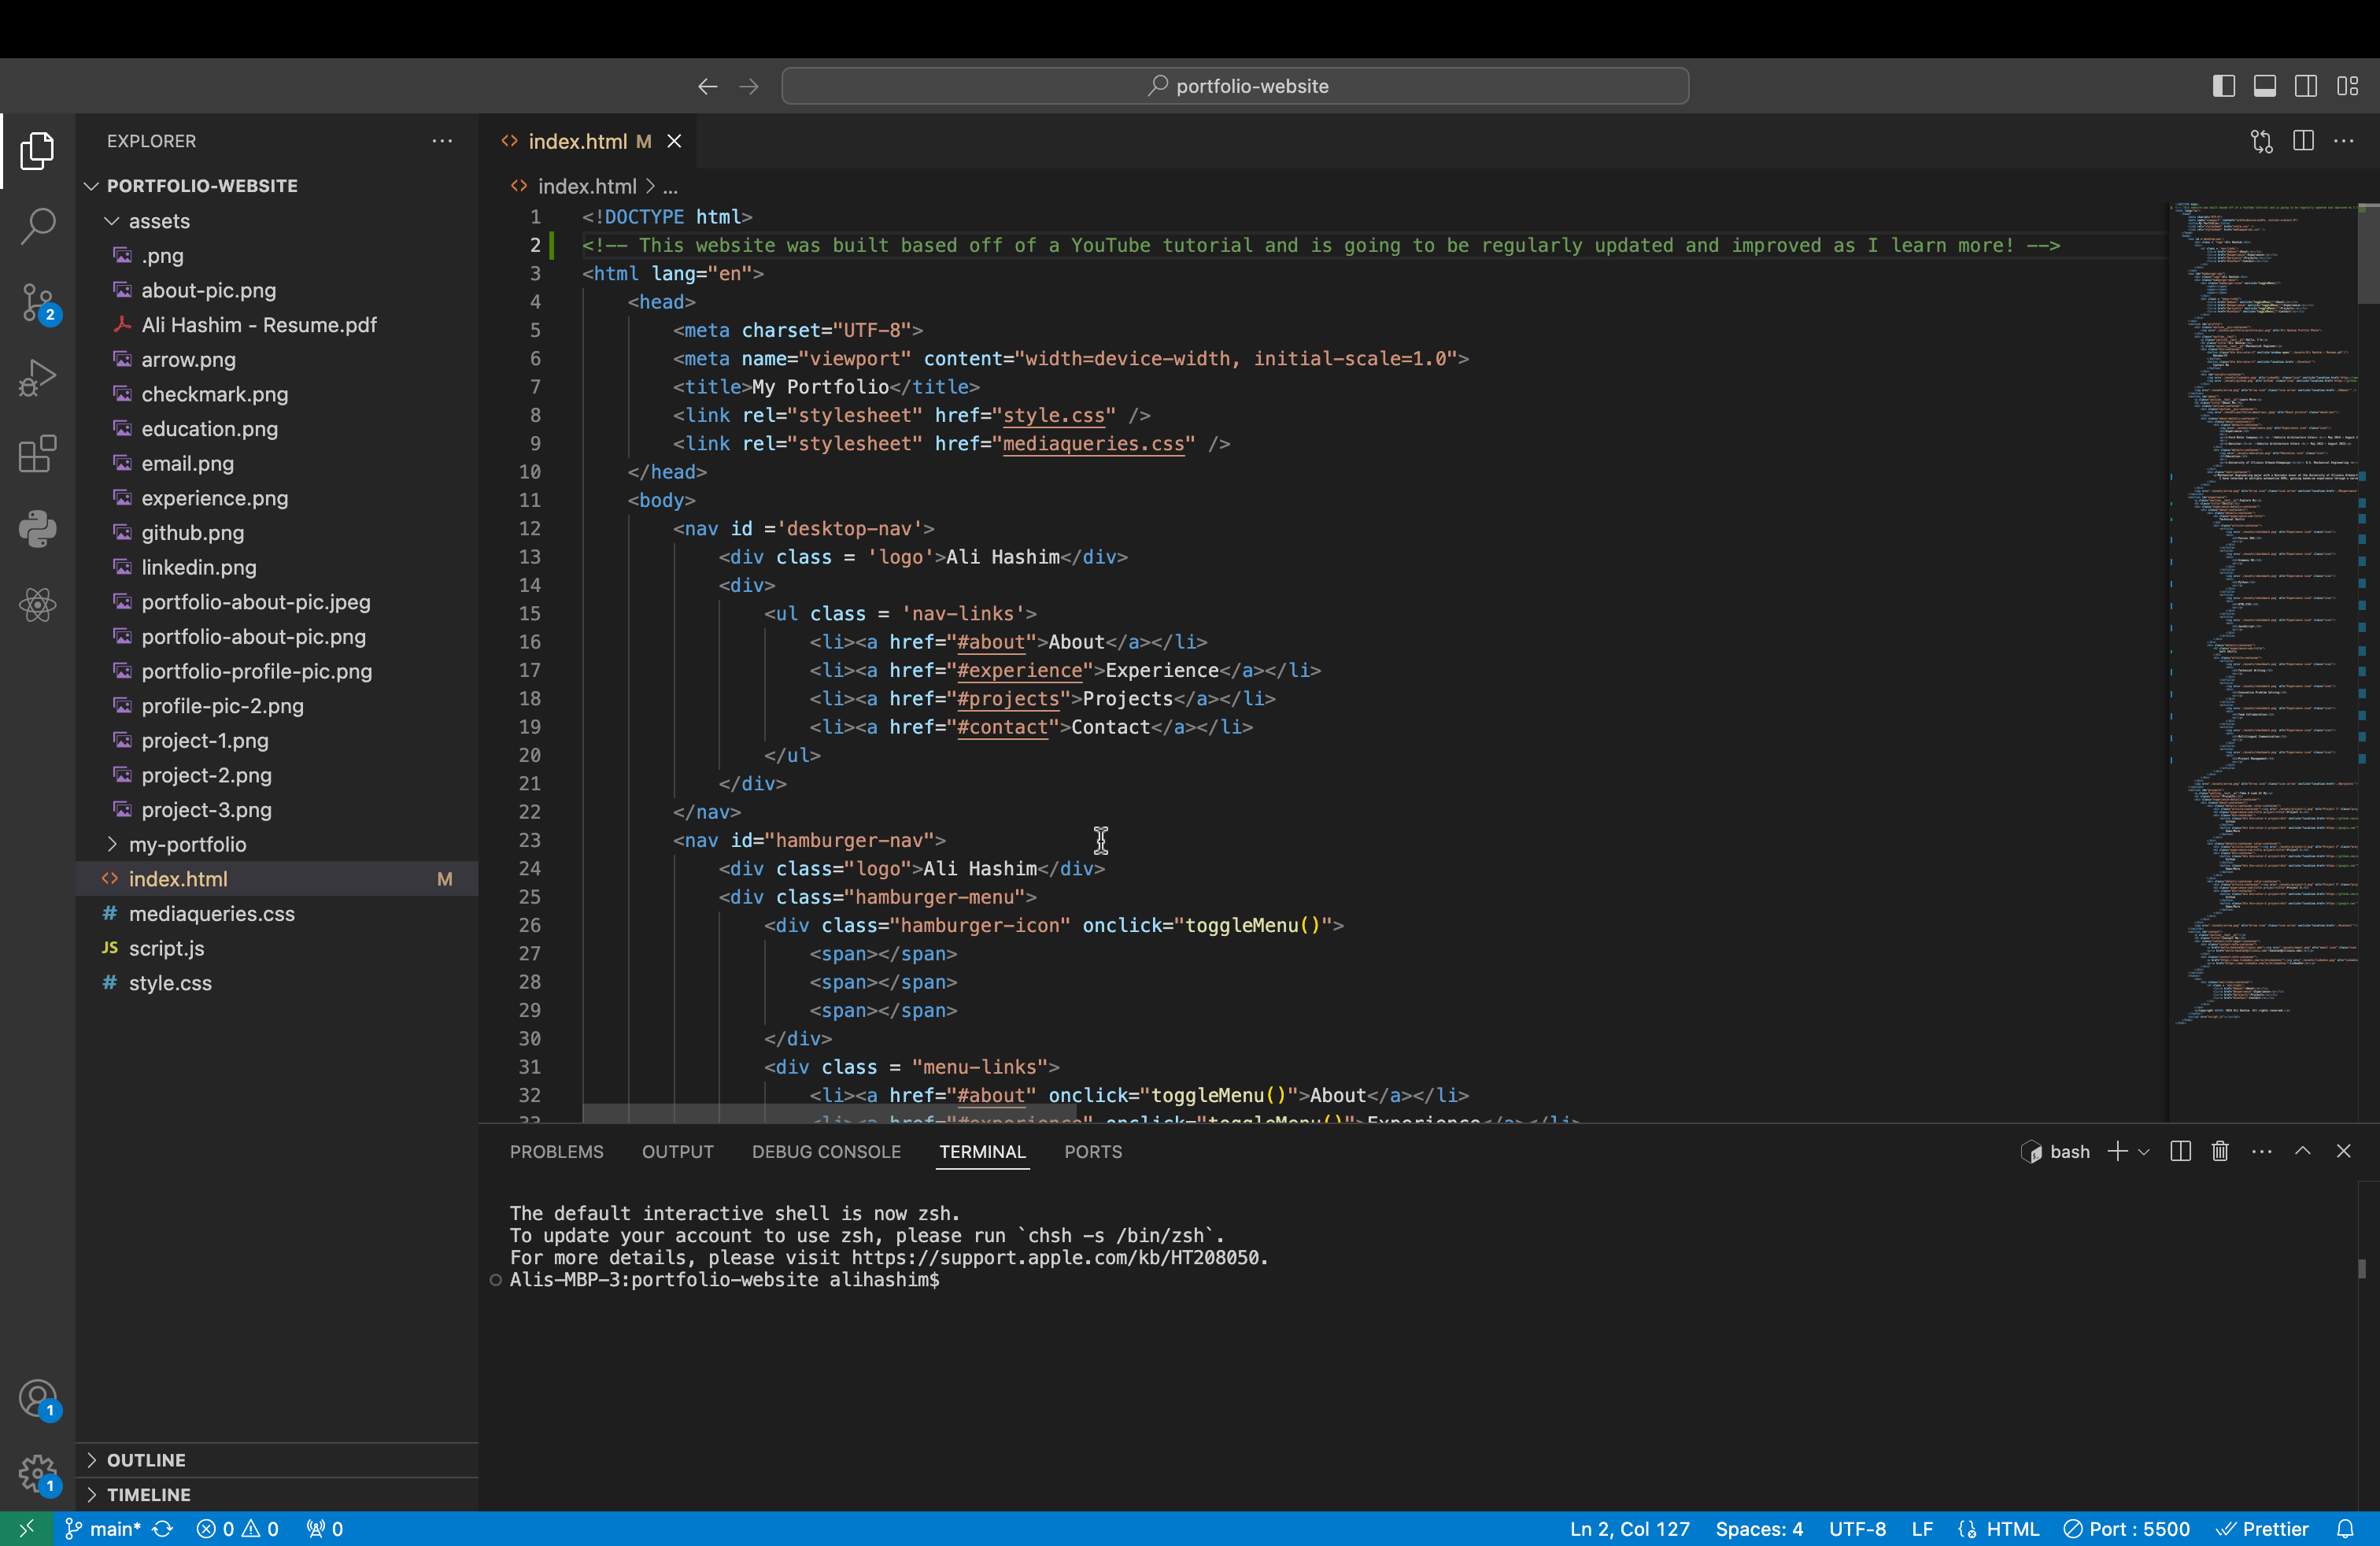 portfolio-website
EXPLORER
PORTFOLIO-WEBSITE
assets
.png
about-pic.png
Ali Hashim - Resume.pdf
arrow.png
checkmark.png
education.png
email.png
experience.png
github.png
linkedin.png
portfolio-about-pic.jpeg
portfolio-about-pic.png
portfolio-profile-pic.png
profile-pic-2.png
project-1.png
project-2.png
project-3.png
my-portfolio
index.html M
mediaqueries.css
JS script.js
style.css
OUTLINE
TIMELINE
2
1
1
index.html M
index.html > ...
1 <!DOCTYPE html>
2 <!-- This website was built based off of a YouTube tutorial and is going to be regularly updated and improved as I learn more! -->
3 <html lang="en">
4 <head>
5 <meta charset="UTF-8">
6 <meta name="viewport" content="width=device-width, initial-scale=1.0">
7 <title>My Portfolio</title>
8 <link rel="stylesheet" href="style.css" />
9 <link rel="stylesheet" href="mediaqueries.css" />
10 </head>
11 <body>
12 <nav id ='desktop-nav'>
13 <div class = 'logo'>Ali Hashim</div>
14 <div>
15 <ul class = 'nav-links'>
16 <li><a href="#about">About</a></li>
17 <li><a href="#experience">Experience</a></li>
18 <li><a href="#projects">Projects</a></li>
19 <li><a href="#contact">Contact</a></li>
20 </ul>
21 </div>
22 </nav>
23 <nav id="hamburger-nav">
24 <div class="logo">Ali Hashim</div>
25 <div class="hamburger-menu">
26 <div class="hamburger-icon" onclick="toggleMenu()">
27 <span></span>
28 <span></span>
29 <span></span>
30 </div>
31 <div class = "menu-links">
32 <li><a href="#about" onclick="toggleMenu()">About</a></li>
33 <li><a href="#experience" onclick="toggleMenu()">Experience</a></li>
PROBLEMS OUTPUT DEBUG CONSOLE TERMINAL PORTS bash
The default interactive shell is now zsh.
To update your account to use zsh, please run `chsh -s /bin/zsh`.
For more details, please visit https://support.apple.com/kb/HT208050.
Alis-MBP-3:portfolio-website alihashim$
main* 0 0 0 Ln 2, Col 127 Spaces: 4 UTF-8 LF HTML Port : 5500 Prettier